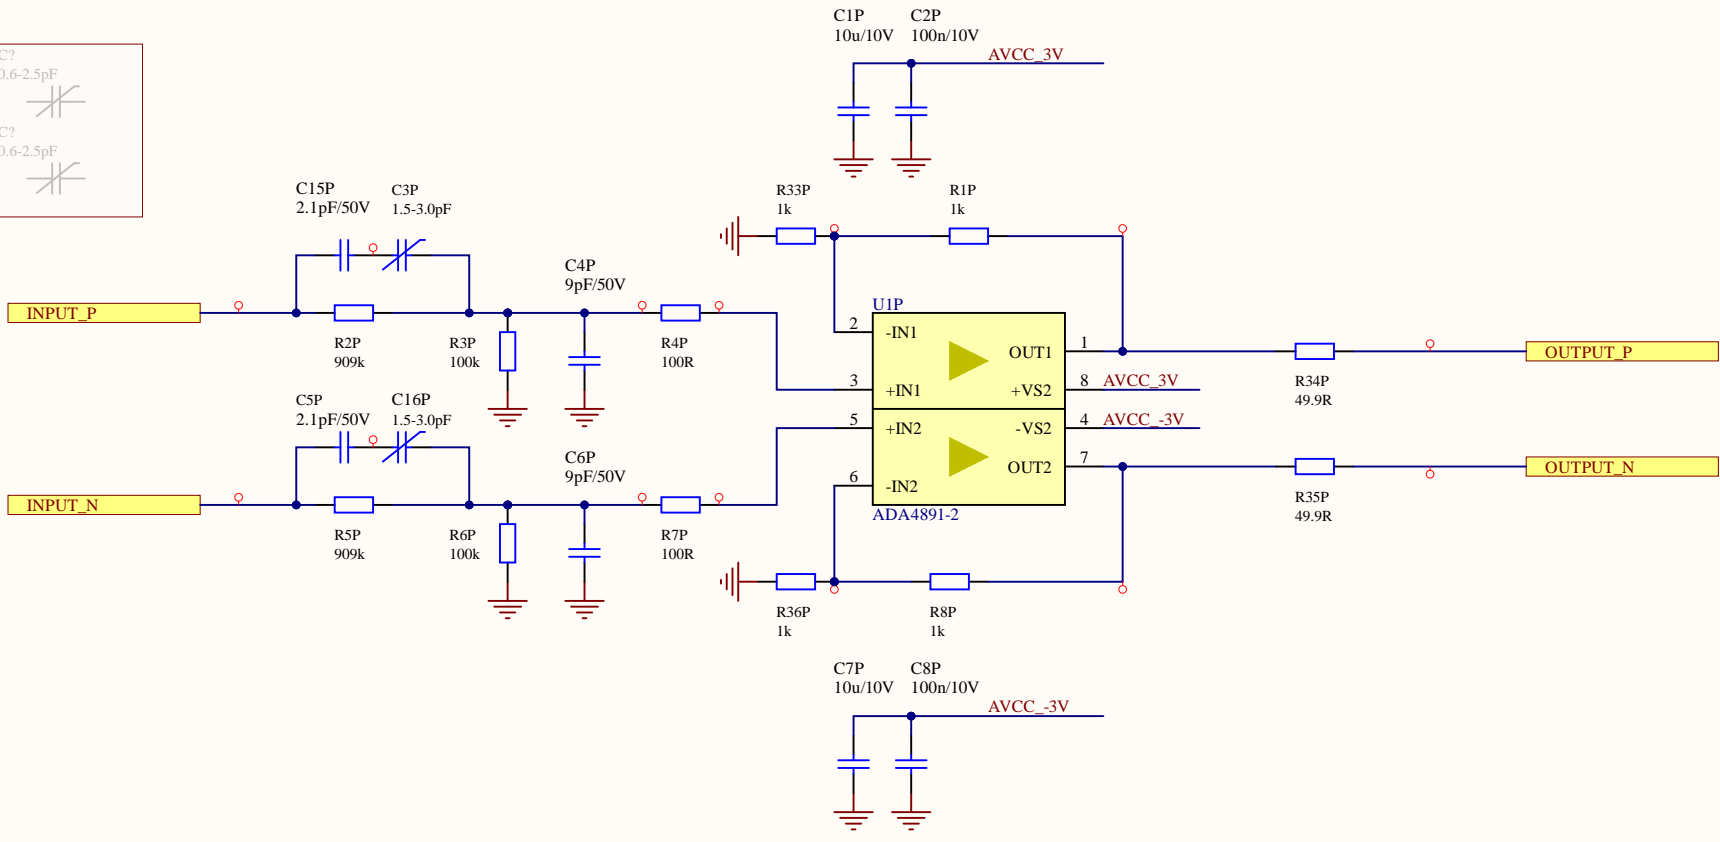 C1P
10u/10V
C2P
100n/10V
AVCC_3V
C?
0.6-2.5pF
C?
0.6-2.5pF
C15P
2.1pF/50V
C3P
1.5-3.0pF
R33P
1k
R1P
1k
C4P
9pF/50V
INPUT_P
R2P
909k
R3P
100k
R4P
100R
U1P
2
-IN1
3
+IN1
5
+IN2
6
-IN2
OUT1
1
+VS2
8
AVCC_3V
-VS2
4
AVCC_-3V
OUT2
7
ADA4891-2
R34P
49.9R
OUTPUT_P
C5P
2.1pF/50V
C16P
1.5-3.0pF
C6P
9pF/50V
INPUT_N
R5P
909k
R6P
100k
R7P
100R
R35P
49.9R
OUTPUT_N
R36P
1k
R8P
1k
C7P
10u/10V
C8P
100n/10V
AVCC_-3V